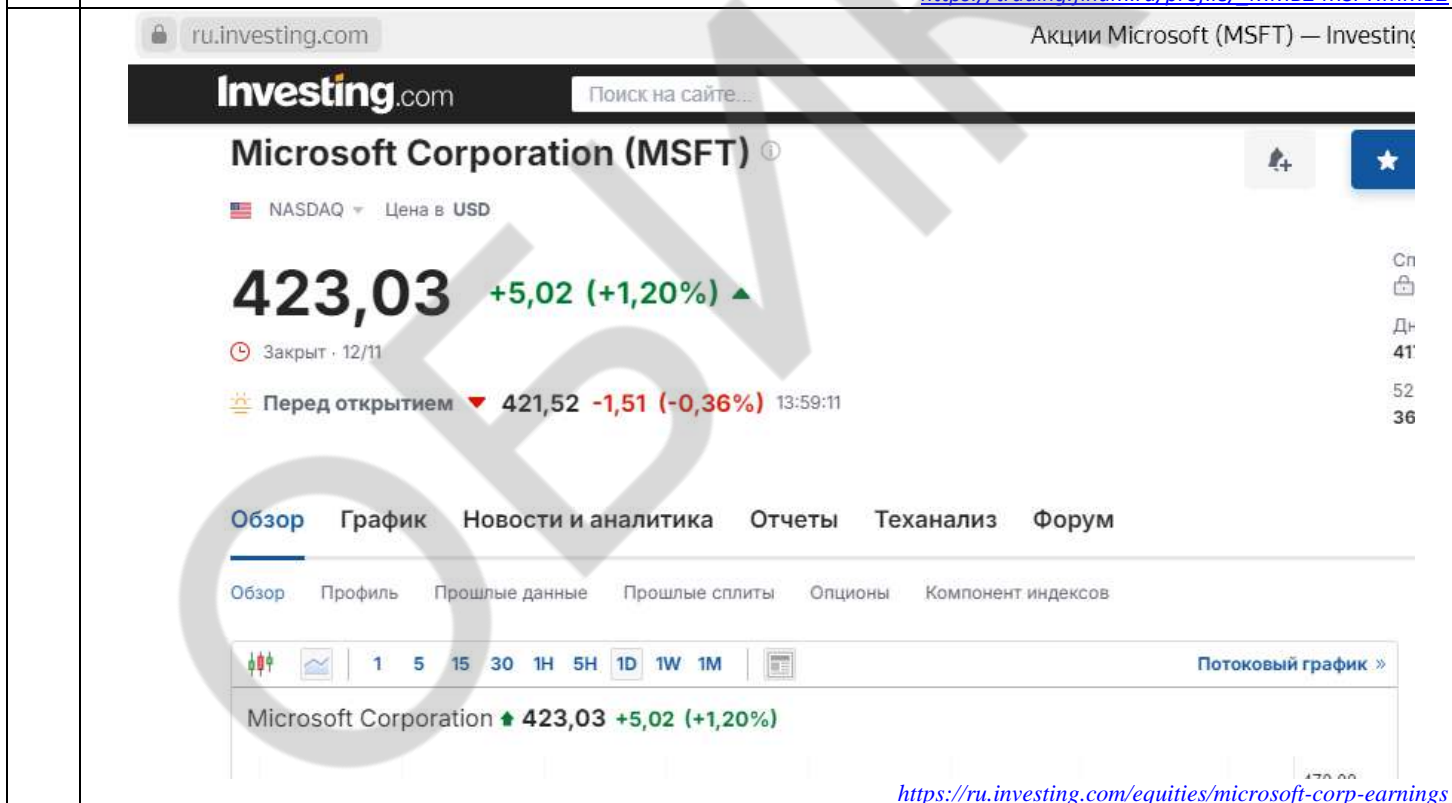 ru.investing.com Акции Microsoft (MSFT) — Investing
Investing.com Поиск на сайте...
Microsoft Corporation (MSFT)
NASDAQ Цена в USD
423,03 +5,02 (+1,20%)
Закрыт · 12/11
Перед открытием 421,52 -1,51 (-0,36%) 13:59:11
52
36
Обзор График Новости и аналитика Отчеты Теханализ Форум
Обзор Профиль Прошлые данные Прошлые сплиты Опционы Компонент индексов
1 5 15 30 1H 5H 1D 1W 1M Потоковый график »
Microsoft Corporation 423,03 +5,02 (+1,20%)
https://ru.investing.com/equities/microsoft-corp-earnings